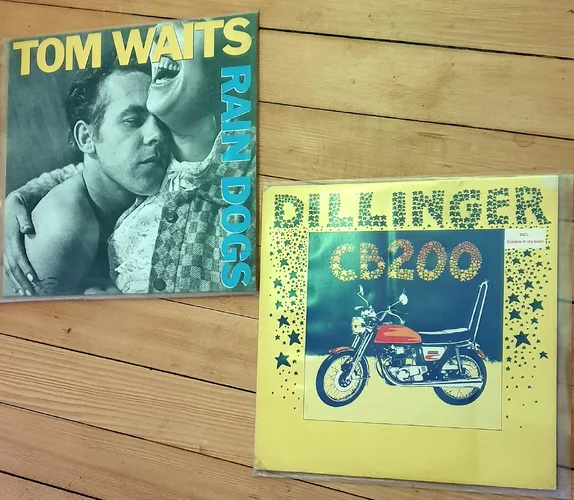 TOM WAITS
RAIN DOGS
DILLINGER
INCL.
Cocaine in my brain
CB200